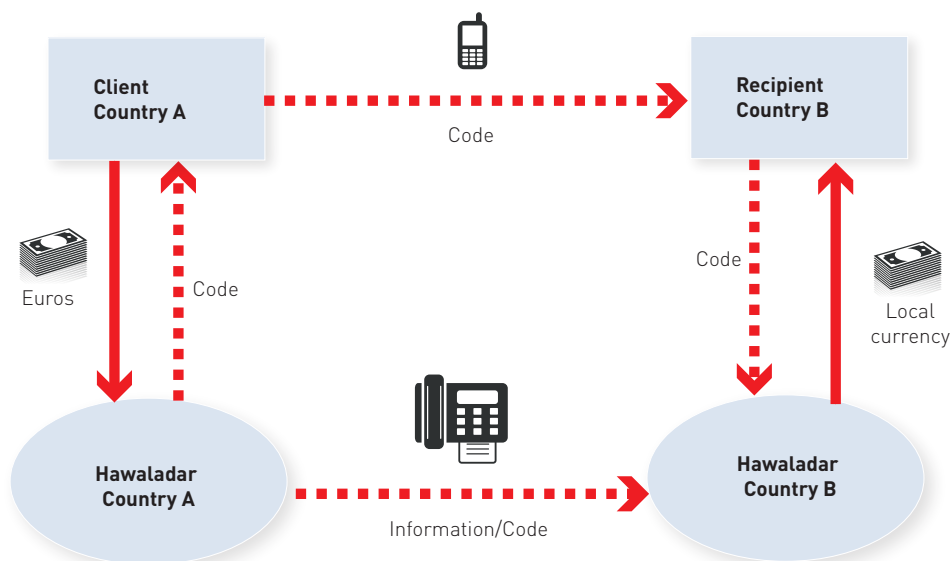 Client
Country A
Recipient
Country B
Code
Euros
Code
Code
Local
currency
Hawaladar
Country A
Hawaladar
Country B
Information/Code